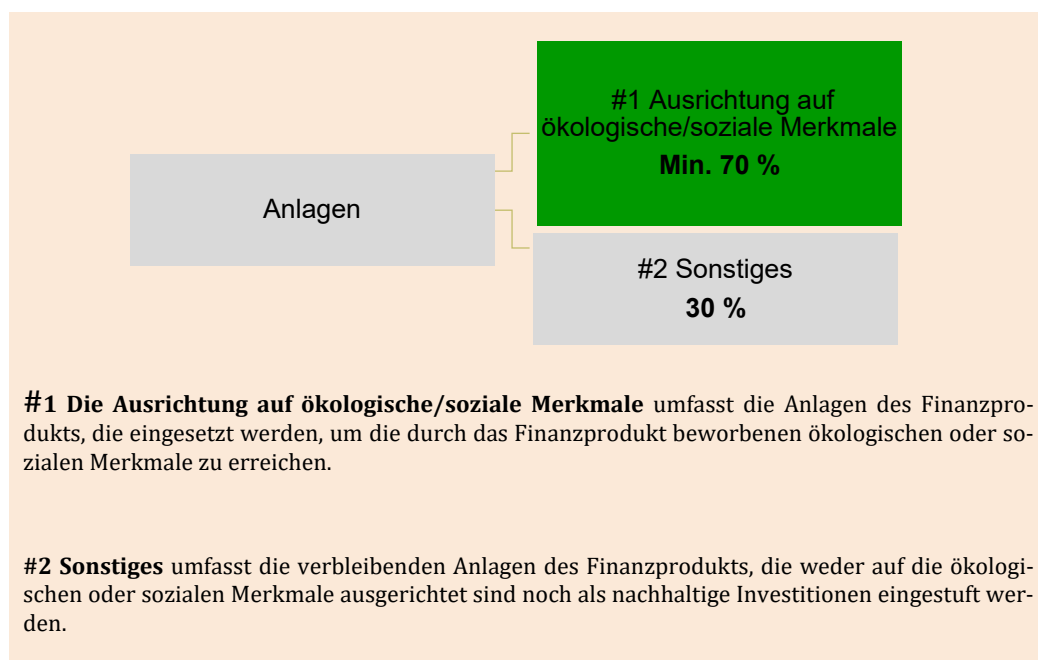 #1 Ausrichtung auf
ökologische/soziale Merkmale
Min. 70 %
Anlagen
#2 Sonstiges
30 %
#1 Die Ausrichtung auf ökologische/soziale Merkmale umfasst die Anlagen des Finanzpro-
dukts, die eingesetzt werden, um die durch das Finanzprodukt beworbenen ökologischen oder so-
zialen Merkmale zu erreichen.
#2 Sonstiges umfasst die verbleibenden Anlagen des Finanzprodukts, die weder auf die ökologi-
schen oder sozialen Merkmale ausgerichtet sind noch als nachhaltige Investitionen eingestuft wer-
den.